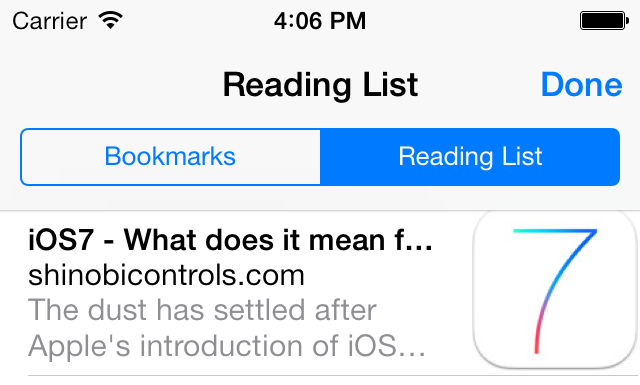 Carrier 4:06 PM
Reading List Done
Bookmarks Reading List
iOS7 - What does it mean f...
shinobicontrols.com
The dust has settled after
Apple's introduction of iOS...
7